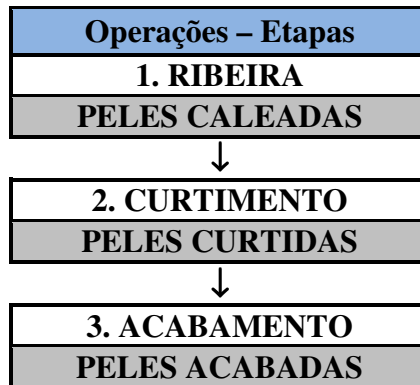 Operações – Etapas
1. RIBEIRA
PELES CALEADAS
↓
2. CURTIMENTO
PELES CURTIDAS
↓
3. ACABAMENTO
PELES ACABADAS